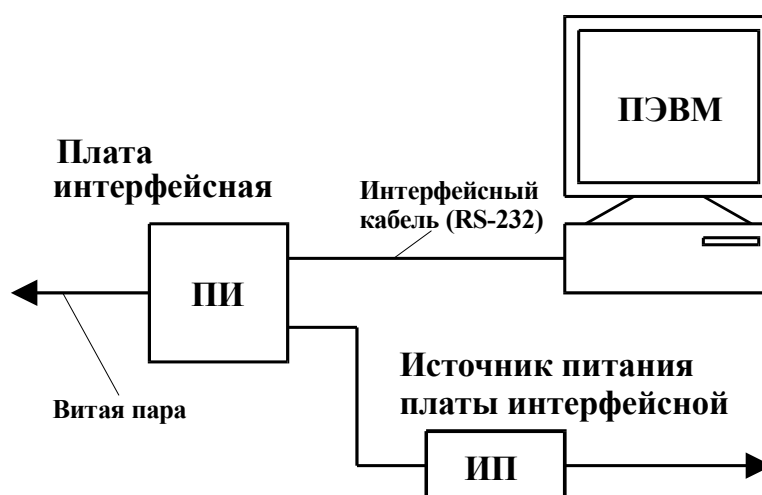 ПЭВМ
Плата
интерфейсная
Интерфейсный
кабель (RS-232)
ПИ
Витая пара
Источник питания
платы интерфейсной
ИП